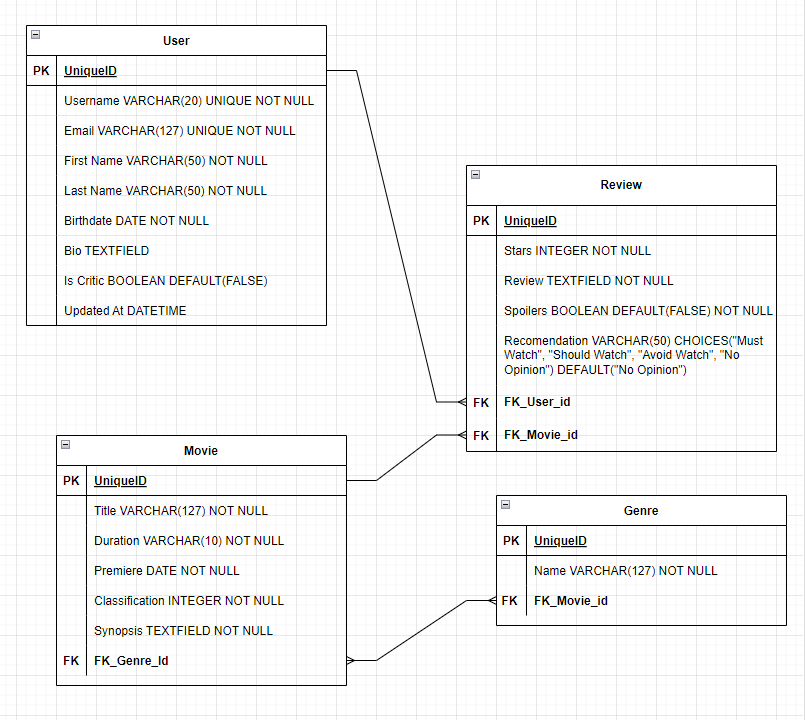 User
PK UniqueID
Username VARCHAR(20) UNIQUE NOT NULL
Email VARCHAR(127) UNIQUE NOT NULL
First Name VARCHAR(50) NOT NULL
Last Name VARCHAR(50) NOT NULL
Birthdate DATE NOT NULL
Bio TEXTFIELD
Is Critic BOOLEAN DEFAULT(FALSE)
Updated At DATETIME
Review
PK UniqueID
Stars INTEGER NOT NULL
Review TEXTFIELD NOT NULL
Spoilers BOOLEAN DEFAULT(FALSE) NOT NULL
Recomendation VARCHAR(50) CHOICES("Must
Watch", "Should Watch", "Avoid Watch", "No
Opinion") DEFAULT("No Opinion")
FK FK_User_id
FK FK_Movie_id
Movie
PK UniqueID
Title VARCHAR(127) NOT NULL
Duration VARCHAR(10) NOT NULL
Premiere DATE NOT NULL
Classification INTEGER NOT NULL
Synopsis TEXTFIELD NOT NULL
FK FK_Genre_Id
Genre
PK UniqueID
Name VARCHAR(127) NOT NULL
FK FK_Movie_id